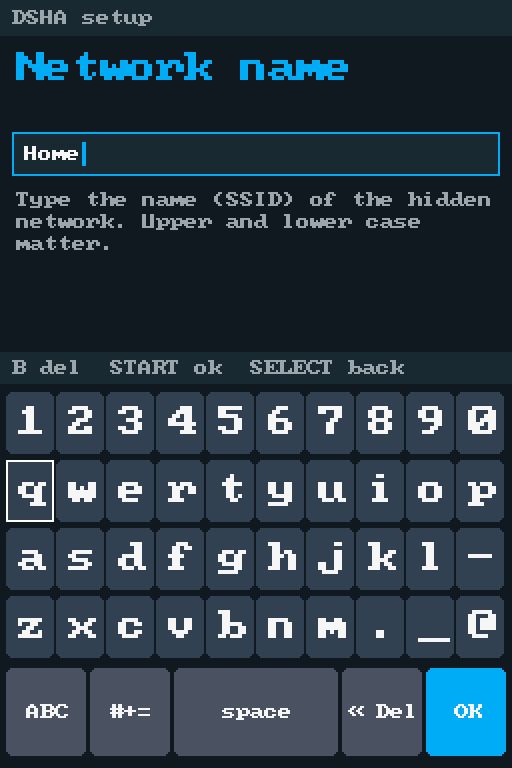 DSHA setup
Network name
Home
Type the name (SSID) of the hidden
network. Upper and lower case
matter.
B del START ok SELECT back
1 2 3 4 5 6 7 8 9 0
q w e r t y u i o p
a s d f g h j k l -
z x c v b n m . _ @
ABC #+= space « Del OK